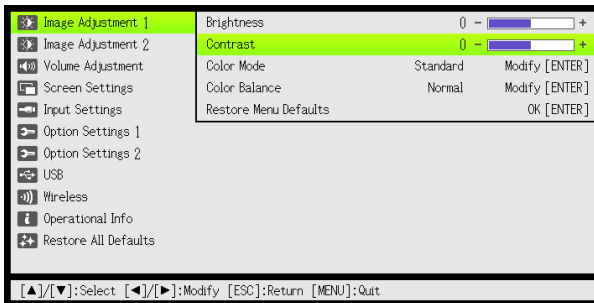 Image Adjustment 1
Image Adjustment 2
Volume Adjustment
Screen Settings
Input Settings
Option Settings 1
Option Settings 2
USB
Wireless
Operational Info
Restore All Defaults
Brightness 0 - +
Contrast 0 - +
Color Mode Standard Modify [ENTER]
Color Balance Normal Modify [ENTER]
Restore Menu Defaults OK [ENTER]
[▲]/[▼]:Select [◄]/[►]:Modify [ESC]:Return [MENU]:Quit